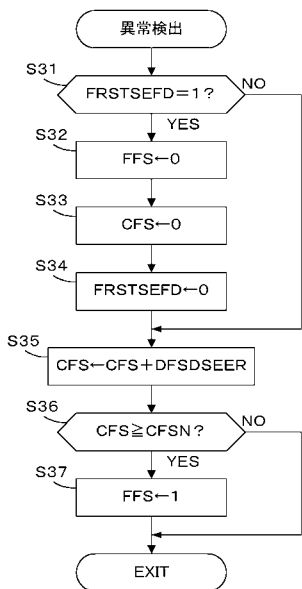 異常検出
S31
FRSTSEFD=1?
NO
YES
S32
FFS←0
S33
CFS←0
S34
FRSTSEFD←0
S35
CFS←CFS+DFSDSEER
S36
CFS≧CFSN?
NO
YES
S37
FFS←1
EXIT